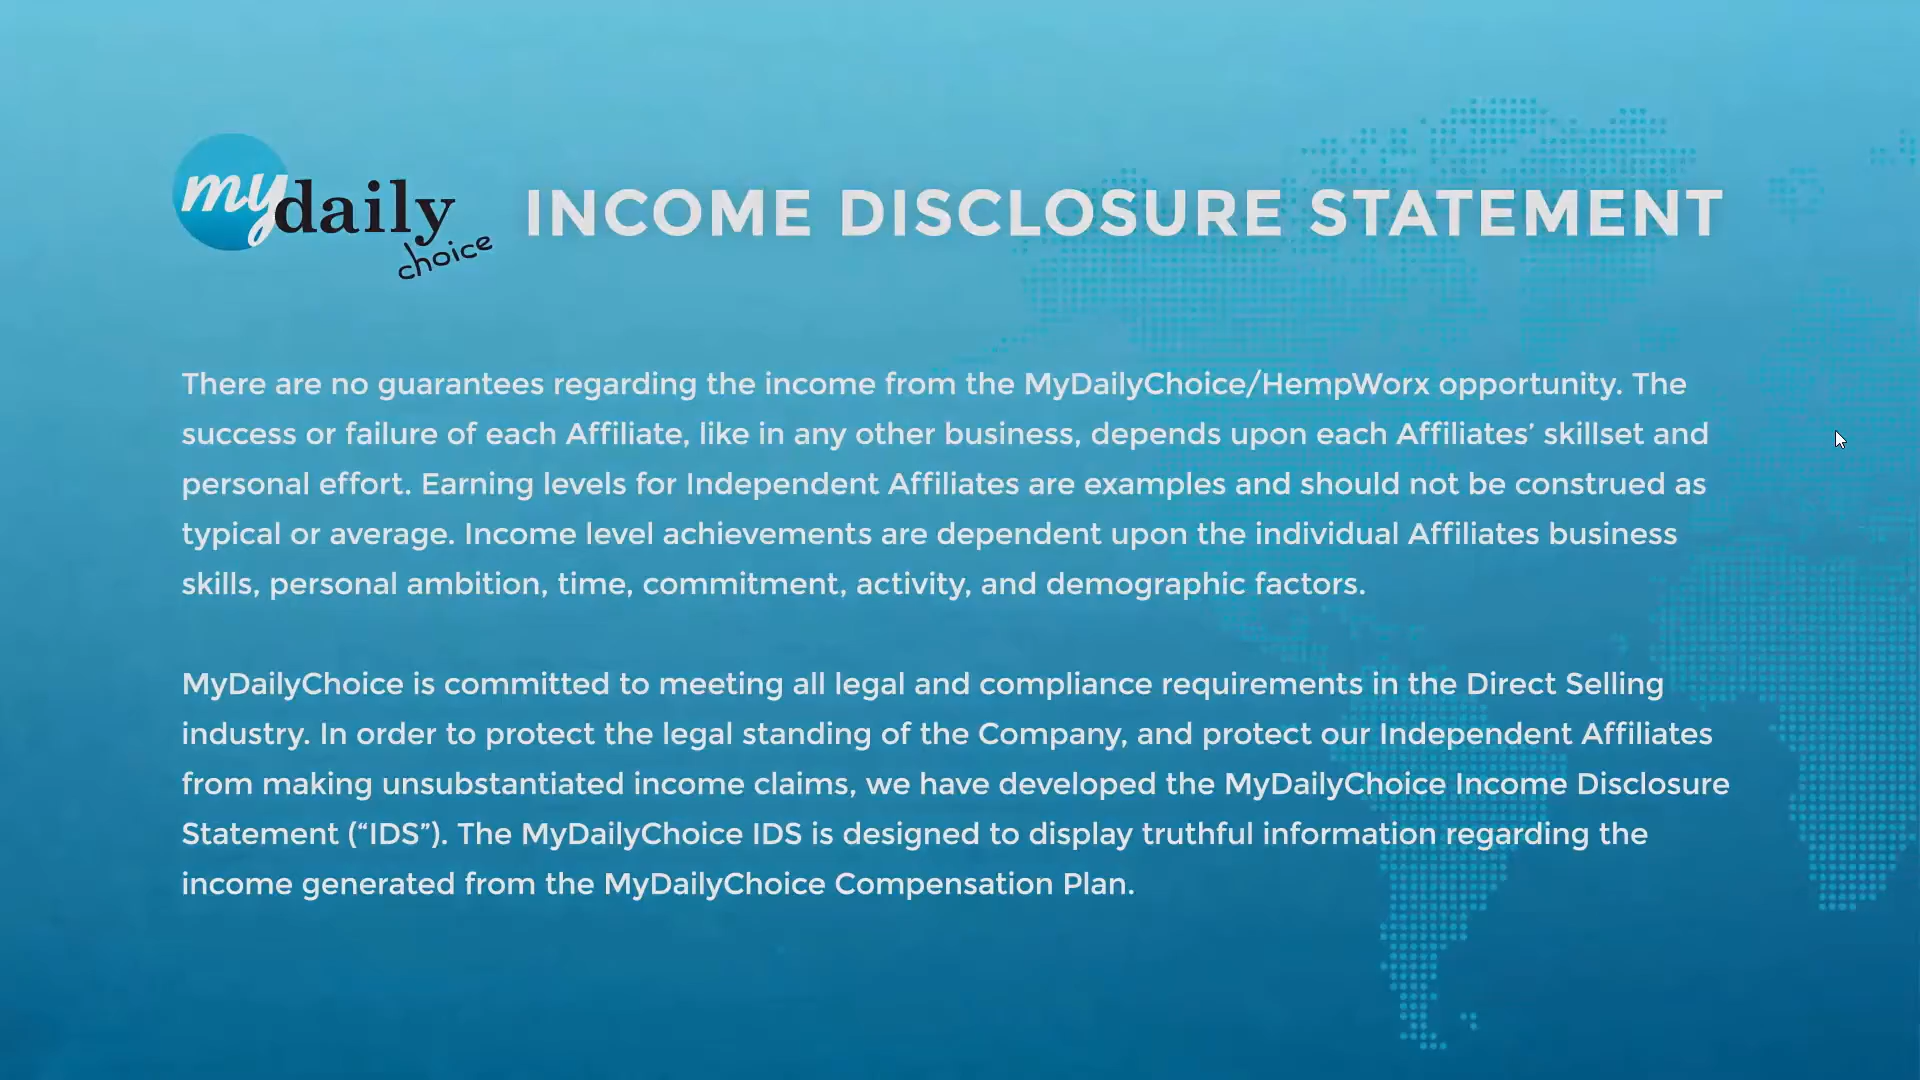 mydaily
choice
INCOME DISCLOSURE STATEMENT
There are no guarantees regarding the income from the MyDailyChoice/HempWorx opportunity. The
success or failure of each Affiliate, like in any other business, depends upon each Affiliates’ skillset and
personal effort. Earning levels for Independent Affiliates are examples and should not be construed as
typical or average. Income level achievements are dependent upon the individual Affiliates business
skills, personal ambition, time, commitment, activity, and demographic factors.
MyDailyChoice is committed to meeting all legal and compliance requirements in the Direct Selling
industry. In order to protect the legal standing of the Company, and protect our Independent Affiliates
from making unsubstantiated income claims, we have developed the MyDailyChoice Income Disclosure
Statement (“IDS”). The MyDailyChoice IDS is designed to display truthful information regarding the
income generated from the MyDailyChoice Compensation Plan.